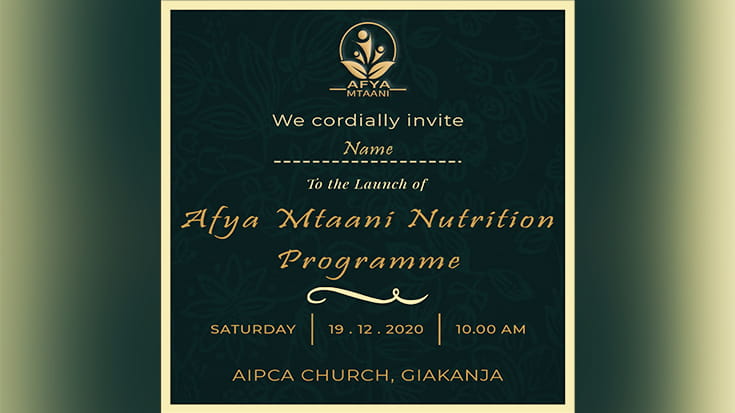 AFYA
MTAANI
We cordially invite
Name
To the Launch of
Afya Mtaani Nutrition
Programme
SATURDAY 19 . 12 . 2020 10.00 AM
AIPCA CHURCH, GIAKANJA